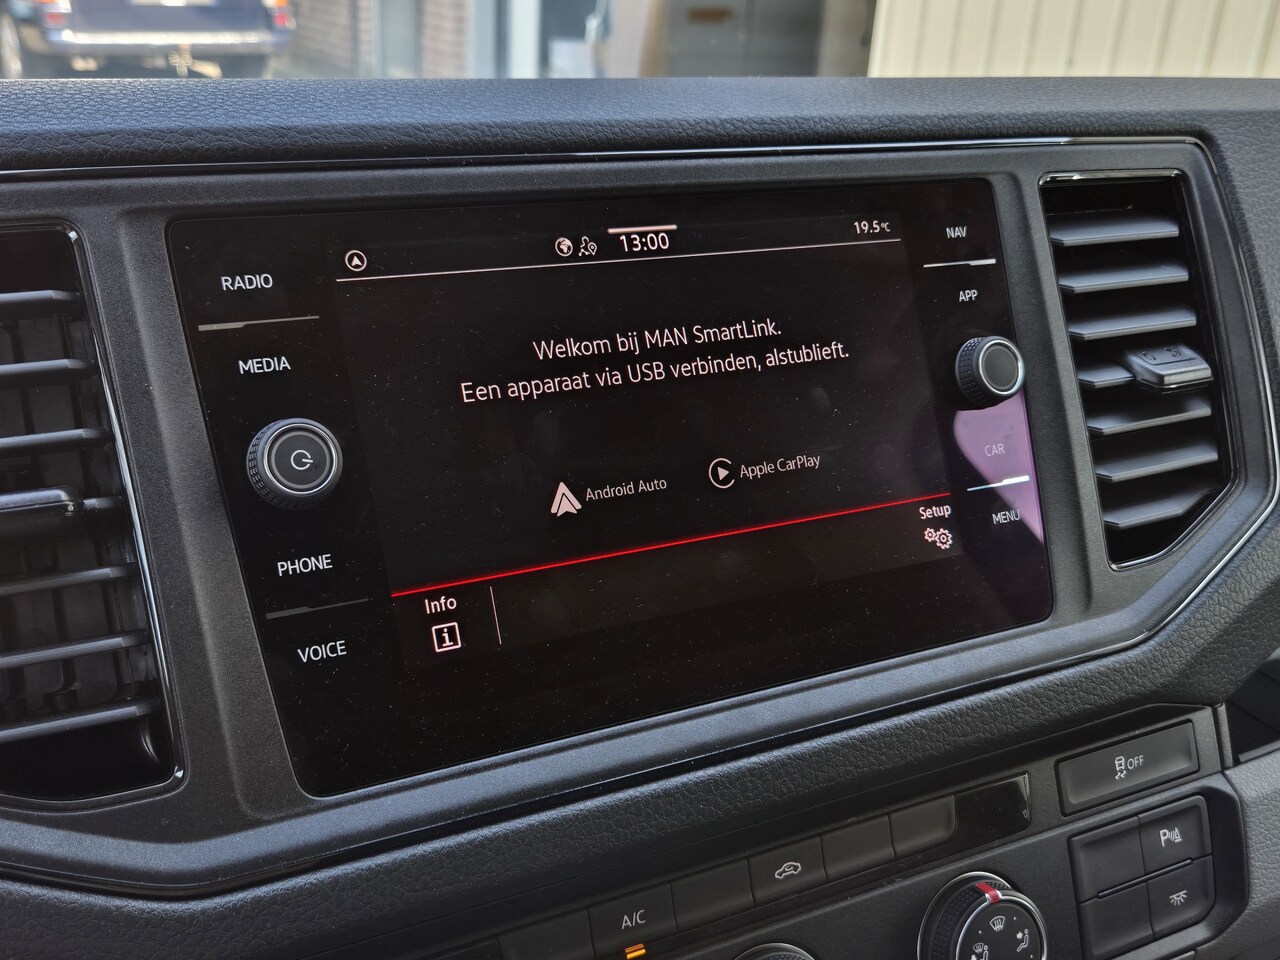 13:00
19.5°C
NAV
RADIO
APP
Welkom bij MAN SmartLink.
Een apparaat via USB verbinden, alstublieft.
MEDIA
CAR
Android Auto
Apple CarPlay
Setup
MENU
PHONE
Info
i
VOICE
OFF
P
A/C